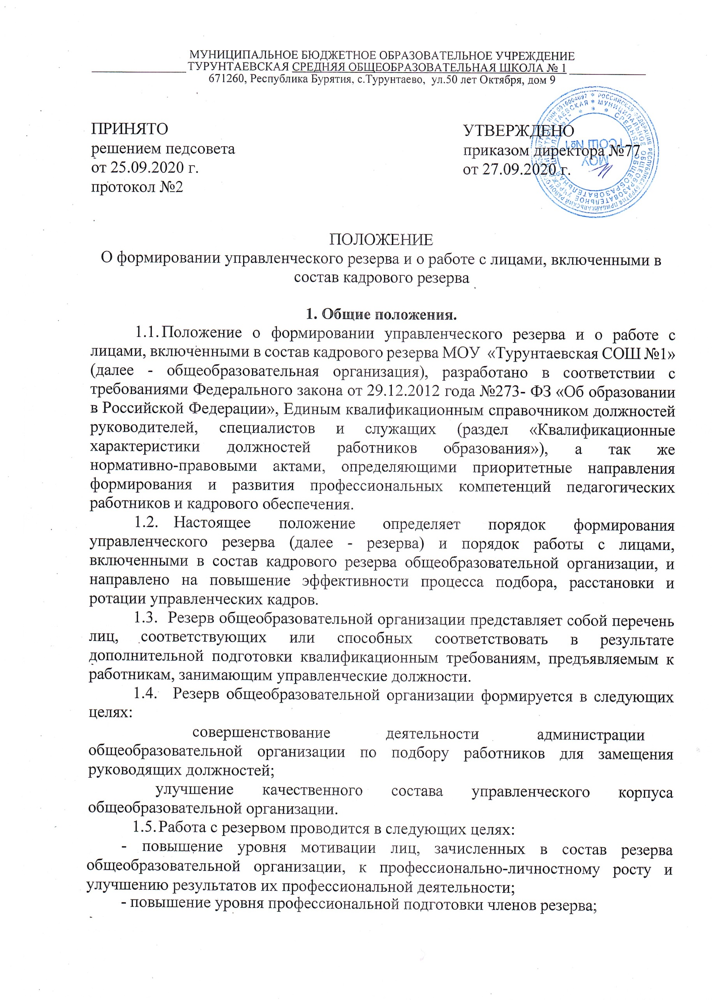 МУНИЦИПАЛЬНОЕ БЮДЖЕТНОЕ ОБРАЗОВАТЕЛЬНОЕ УЧРЕЖДЕНИЕ
ТУРУНТАЕВСКАЯ СРЕДНЯЯ ОБЩЕОБРАЗОВАТЕЛЬНАЯ ШКОЛА № 1
671260, Республика Бурятия, с.Турунтаево, ул.50 лет Октября, дом 9
ПРИНЯТО
решением педсовета
от 25.09.2020 г.
протокол №2
УТВЕРЖДЕНО
приказом директора №77
от 27.09.2020 г.
МОУ
ТСОШ №1
ПОЛОЖЕНИЕ
О формировании управленческого резерва и о работе с лицами, включенными в
состав кадрового резерва
1. Общие положения.
1.1. Положение о формировании управленческого резерва и о работе с
лицами, включенными в состав кадрового резерва МОУ «Турунтаевская СОШ №1»
(далее - общеобразовательная организация), разработано в соответствии с
требованиями Федерального закона от 29.12.2012 года №273- ФЗ «Об образовании
в Российской Федерации», Единым квалификационным справочником должностей
руководителей, специалистов и служащих (раздел «Квалификационные
характеристики должностей работников образования»), а так же
нормативно-правовыми актами, определяющими приоритетные направления
формирования и развития профессиональных компетенций педагогических
работников и кадрового обеспечения.
1.2. Настоящее положение определяет порядок формирования
управленческого резерва (далее - резерва) и порядок работы с лицами,
включенными в состав кадрового резерва общеобразовательной организации, и
направлено на повышение эффективности процесса подбора, расстановки и
ротации управленческих кадров.
1.3. Резерв общеобразовательной организации представляет собой перечень
лиц, соответствующих или способных соответствовать в результате
дополнительной подготовки квалификационным требованиям, предъявляемым к
работникам, занимающим управленческие должности.
1.4. Резерв общеобразовательной организации формируется в следующих
целях:
совершенствование деятельности администрации
общеобразовательной организации по подбору работников для замещения
руководящих должностей;
улучшение качественного состава управленческого корпуса
общеобразовательной организации.
1.5. Работа с резервом проводится в следующих целях:
- повышение уровня мотивации лиц, зачисленных в состав резерва
общеобразовательной организации, к профессионально-личностному росту и
улучшению результатов их профессиональной деятельности;
- повышение уровня профессиональной подготовки членов резерва;